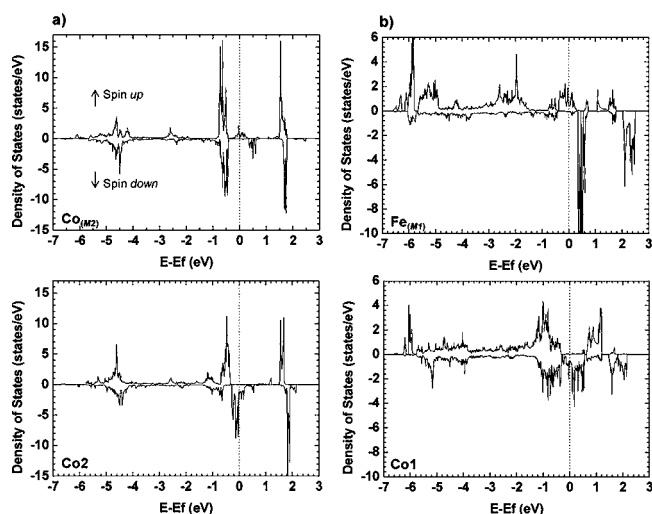 a)
b)
Density of States (states/eV)
15
10
5
0
-5
-10
-15
↑ Spin up
↓ Spin down
Co(M2)
-7 -6 -5 -4 -3 -2 -1 0 1 2 3
E-Ef (eV)
Density of States (states/eV)
6
4
2
0
-2
-4
-6
-8
-10
Fe(M1)
-7 -6 -5 -4 -3 -2 -1 0 1 2 3
E-Ef (eV)
Density of States (states/eV)
15
10
5
0
-5
-10
-15
Co2
-7 -6 -5 -4 -3 -2 -1 0 1 2 3
E-Ef (eV)
Density of States (states/eV)
6
4
2
0
-2
-4
-6
-8
-10
Co1
-7 -6 -5 -4 -3 -2 -1 0 1 2 3
E-Ef (eV)